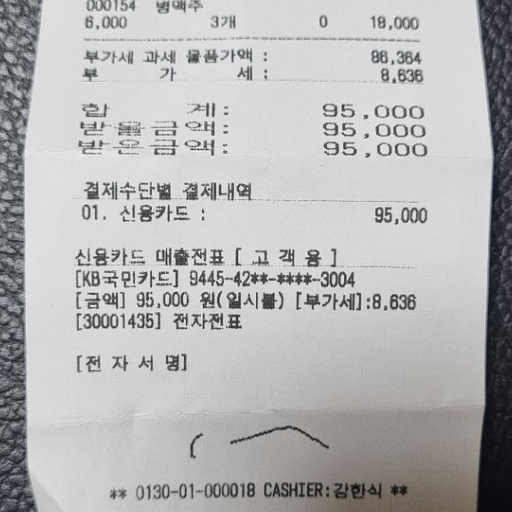 000154 병맥주
6,000 3개 0 18,000
부가세 과세 물품가액 : 86,364
부 가 세 : 8,636
합 계: 95,000
받을금액: 95,000
받은금액: 95,000
결제수단별 결제내역
01. 신용카드 : 95,000
신용카드 매출전표 [ 고 객 용 ]
[KB국민카드] 9445-42**-****-3004
[금액] 95,000 원(일시불) [부가세]:8,636
[30001435] 전자전표
[전 자 서 명]
** 0130-01-000018 CASHIER:강한식 **